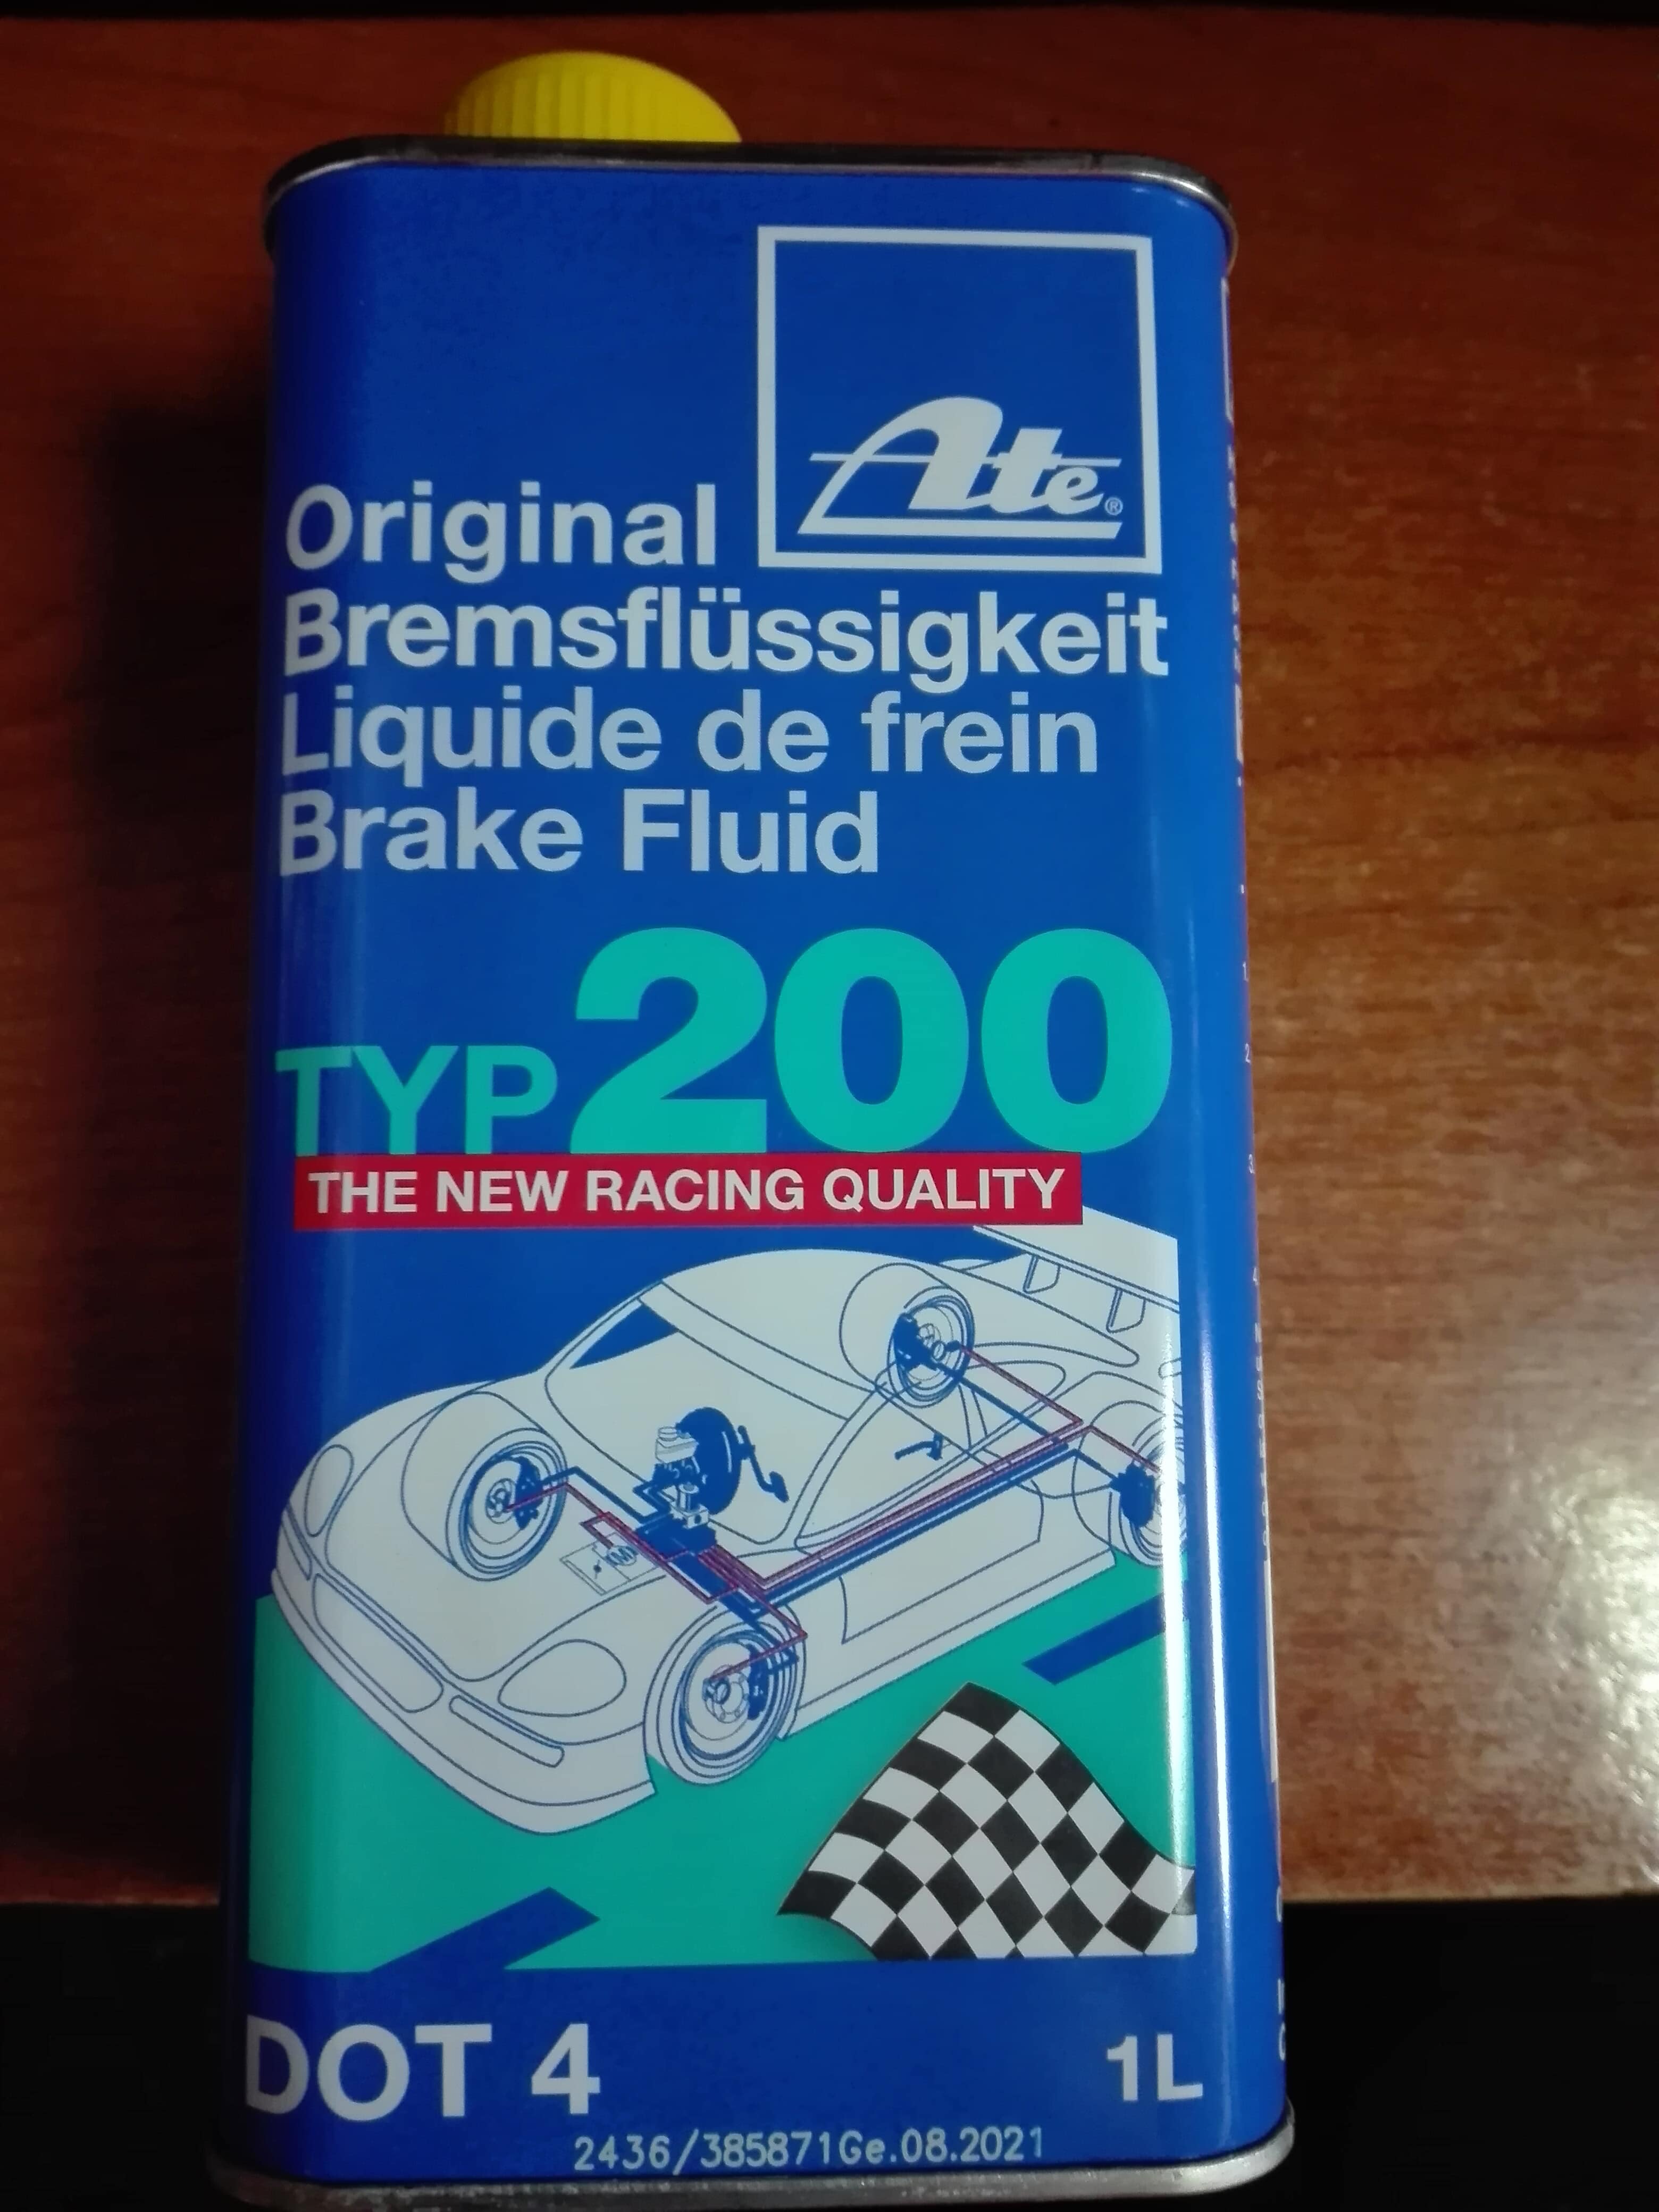 Ate®
Original
Bremsflüssigkeit
Liquide de frein
Brake Fluid
TYP 200
THE NEW RACING QUALITY
DOT 4
1L
2436/385871Ge.08.2021